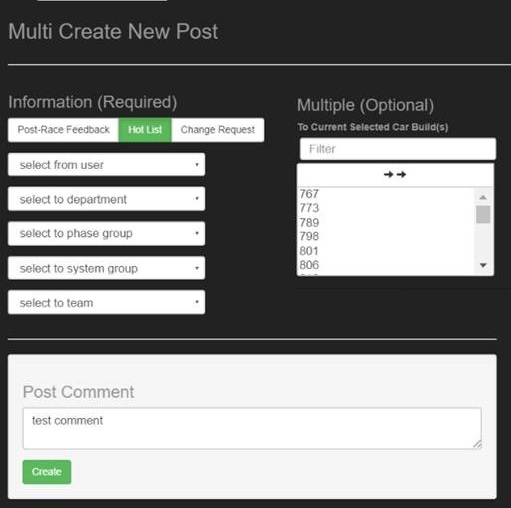 Multi Create New Post
Information (Required)
Post-Race Feedback Hot List Change Request
select from user
select to department
select to phase group
select to system group
select to team
Multiple (Optional)
To Current Selected Car Build(s)
Filter
→→
767
773
789
798
801
806
Post Comment
test comment
Create